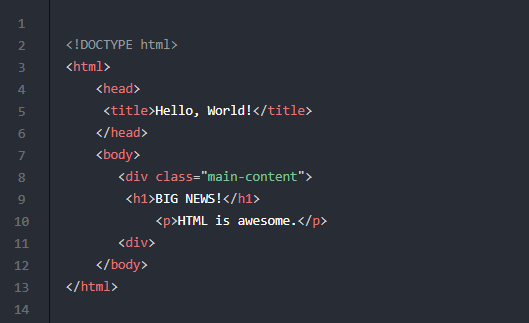 1
2 <!DOCTYPE html>
3 <html>
4 <head>
5 <title>Hello, World!</title>
6 </head>
7 <body>
8 <div class="main-content">
9 <h1>BIG NEWS!</h1>
10 <p>HTML is awesome.</p>
11 <div>
12 </body>
13 </html>
14